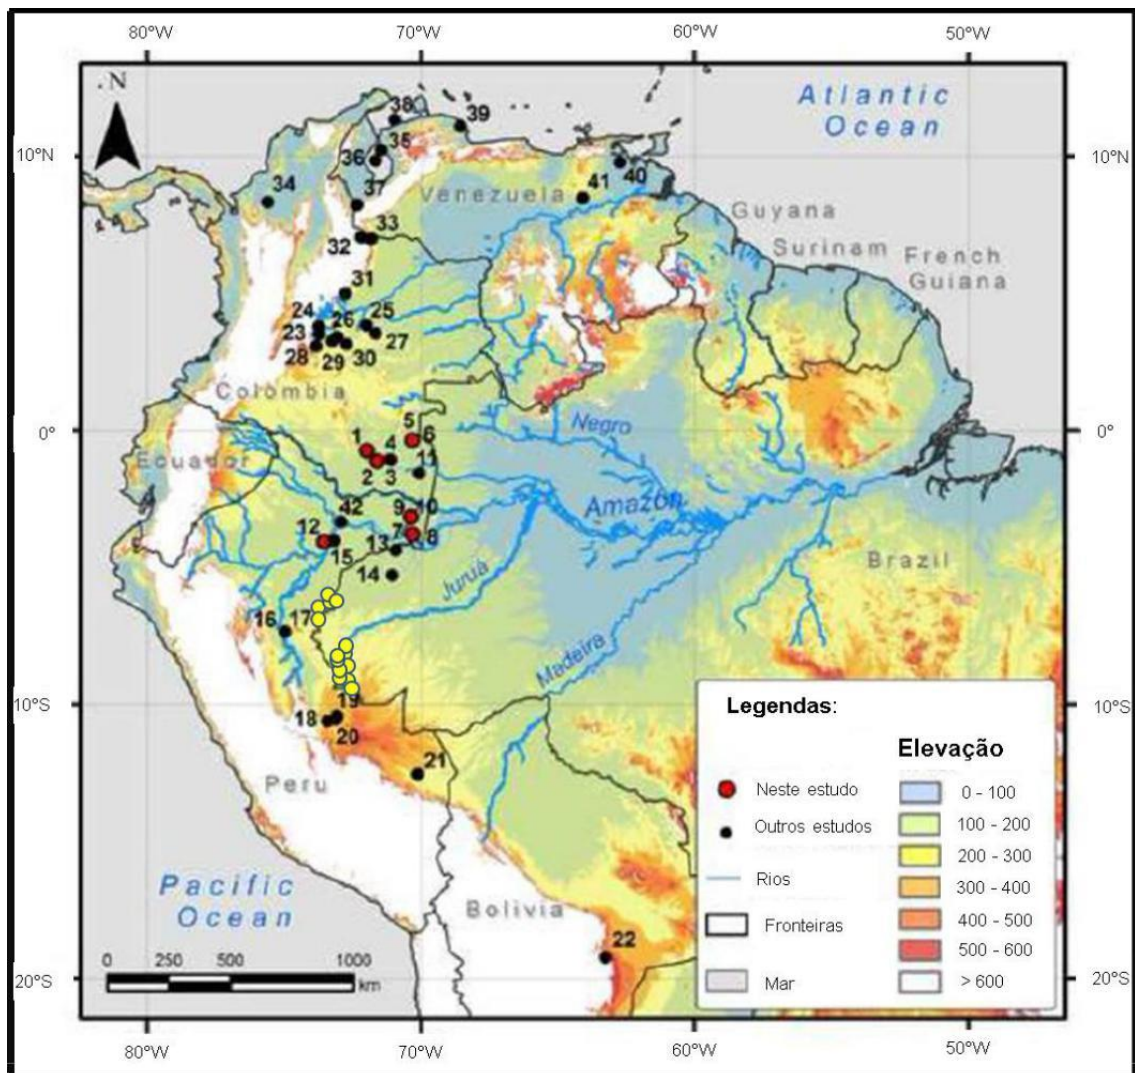 80°W 70°W 60°W 50°W
N
Atlantic
Ocean
10°N
10°N
38
39
35
36
37
34
40
41
Venezuela
Guyana
Surinam
French
Guiana
33
32
31
24
26
25
23
27
28
29
30
Colômbia
Negro
0°
0°
5
6
1
4
11
2
3
Ecuador
Amazon
42
9
10
12
7
8
15
13
14
Juruá
Brazil
16
17
Madeira
10°S
10°S
19
18
20
21
Peru
Pacific
Ocean
Bolivia
22
0 250 500 1000
km
20°S
20°S
Legendas:
Elevação
Neste estudo
Outros estudos
Rios
Fronteiras
Mar
0 - 100
100 - 200
200 - 300
300 - 400
400 - 500
500 - 600
> 600
80°W 70°W 60°W 50°W